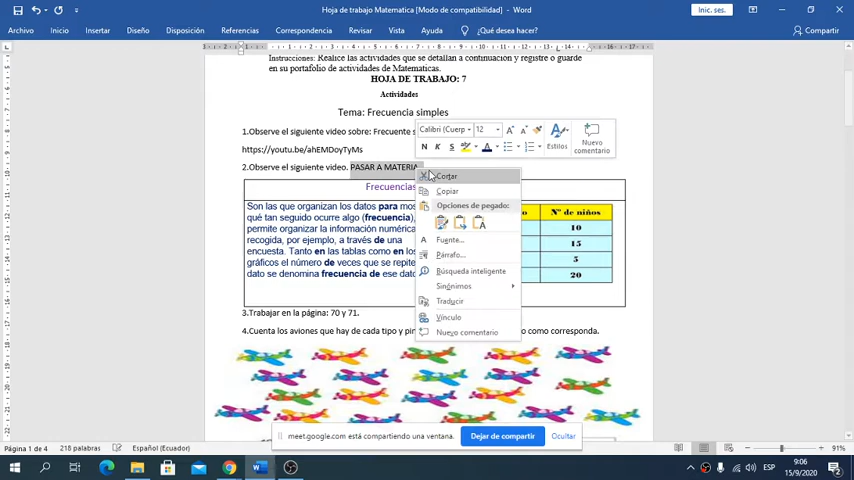 Hoja de trabajo Matematica [Modo de compatibilidad] - Word
Inic. ses.
Archivo Inicio Insertar Diseño Disposición Referencias Correspondencia Revisar Vista Ayuda ¿Qué desea hacer? Compartir
Instrucciones: Realice las actividades que se detallan a continuación y registre o guarde
en su portafolio de actividades de Matematicas.
HOJA DE TRABAJO: 7
Actividades
Tema: Frecuencia simples
1.Observe el siguiente video sobre: Frecuente s
https://youtu.be/ahEMDoyTyMs
2.Observe el siguiente video. PASAR A MATERIA
Calibri (Cuerp 12
N K S
Estilos
Nuevo
comentario
Cortar
Copiar
Opciones de pegado:
Fuente...
Párrafo...
Búsqueda inteligente
Sinónimos
Traducir
Vínculo
Nuevo comentario
Frecuencias
Son las que organizan los datos para mos
qué tan seguido ocurre algo (frecuencia),
permite organizar la información numéric
recogida, por ejemplo, a través de una
encuesta. Tanto en las tablas como en los
gráficos el número de veces que se repite
dato se denomina frecuencia de ese dato
o Nº de niños
10
15
5
20
3.Trabajar en la página: 70 y 71.
4.Cuenta los aviones que hay de cada tipo y pin
o como corresponda.
meet.google.com está compartiendo una ventana. Dejar de compartir Ocultar
Página 1 de 4 218 palabras Español (Ecuador) 91%
ESP
9:06
15/9/2020
2